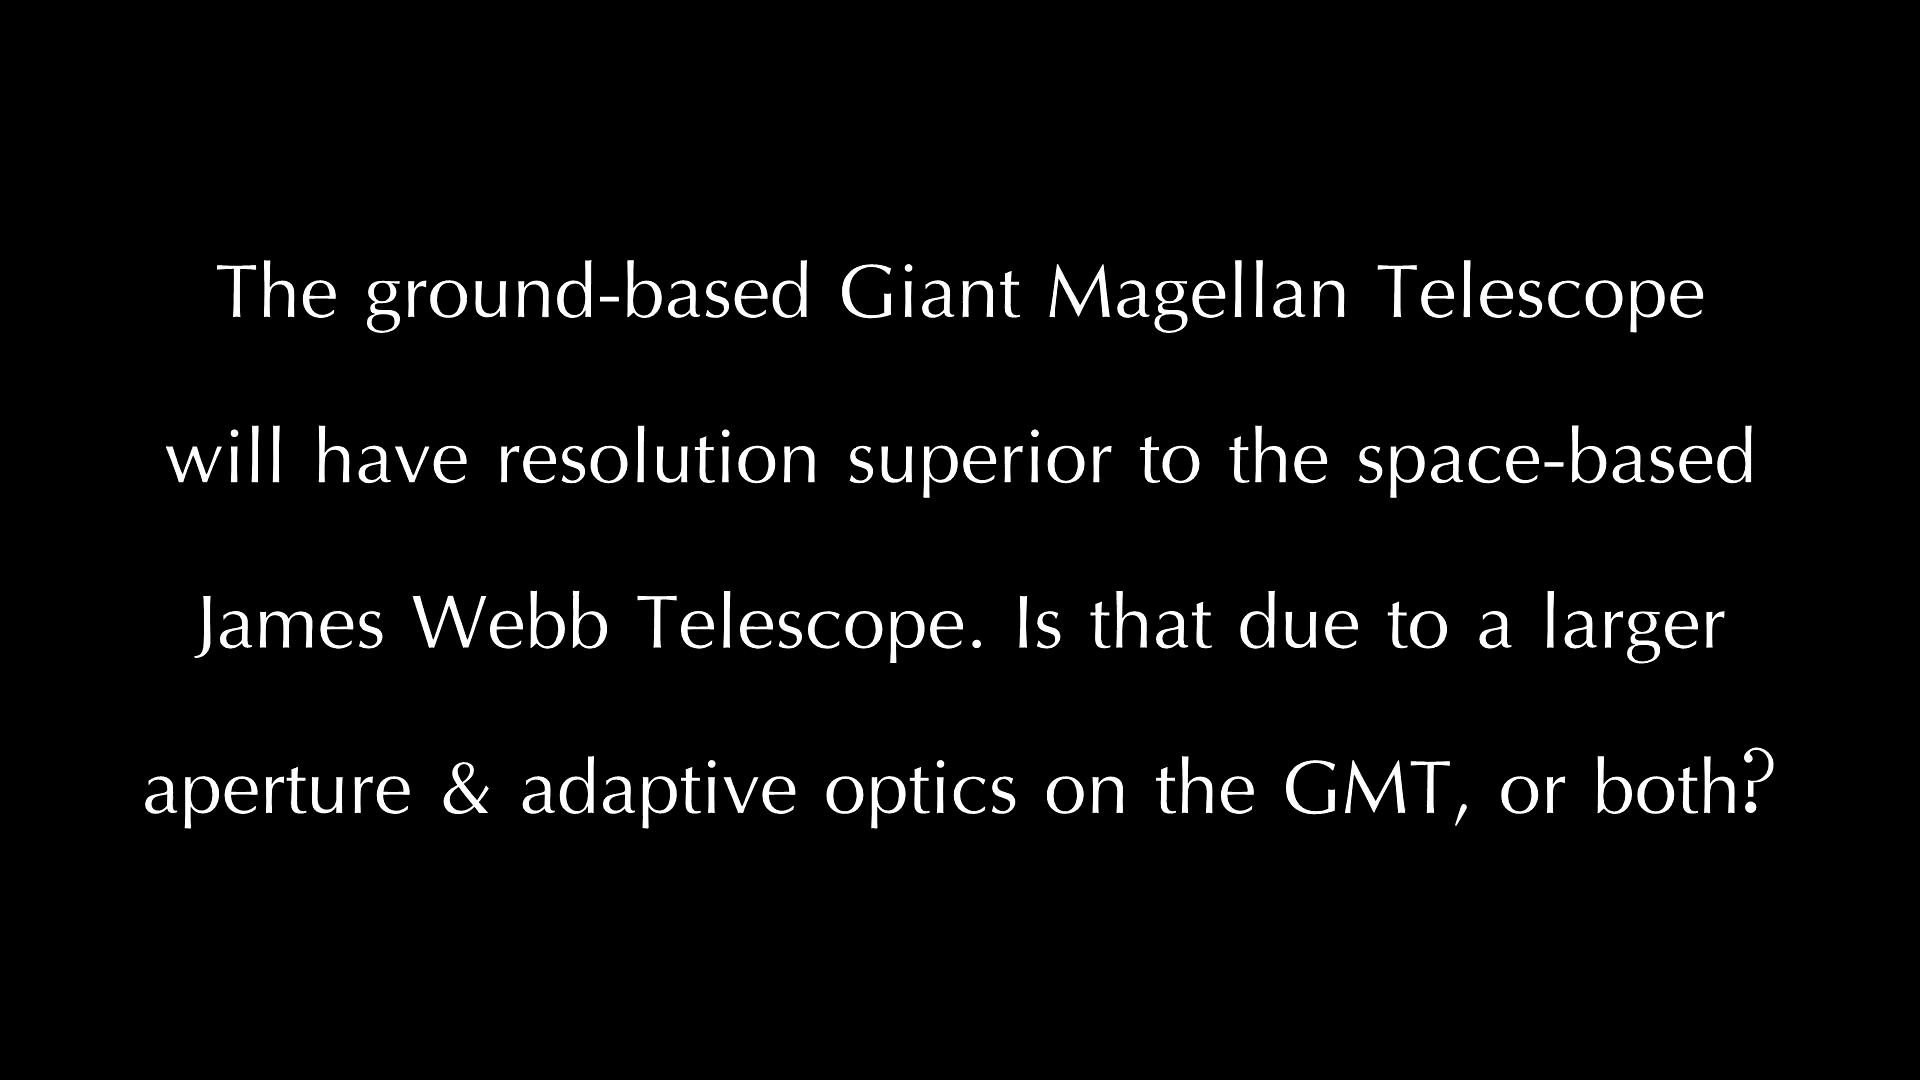 The ground-based Giant Magellan Telescope
will have resolution superior to the space-based
James Webb Telescope. Is that due to a larger
aperture & adaptive optics on the GMT, or both?